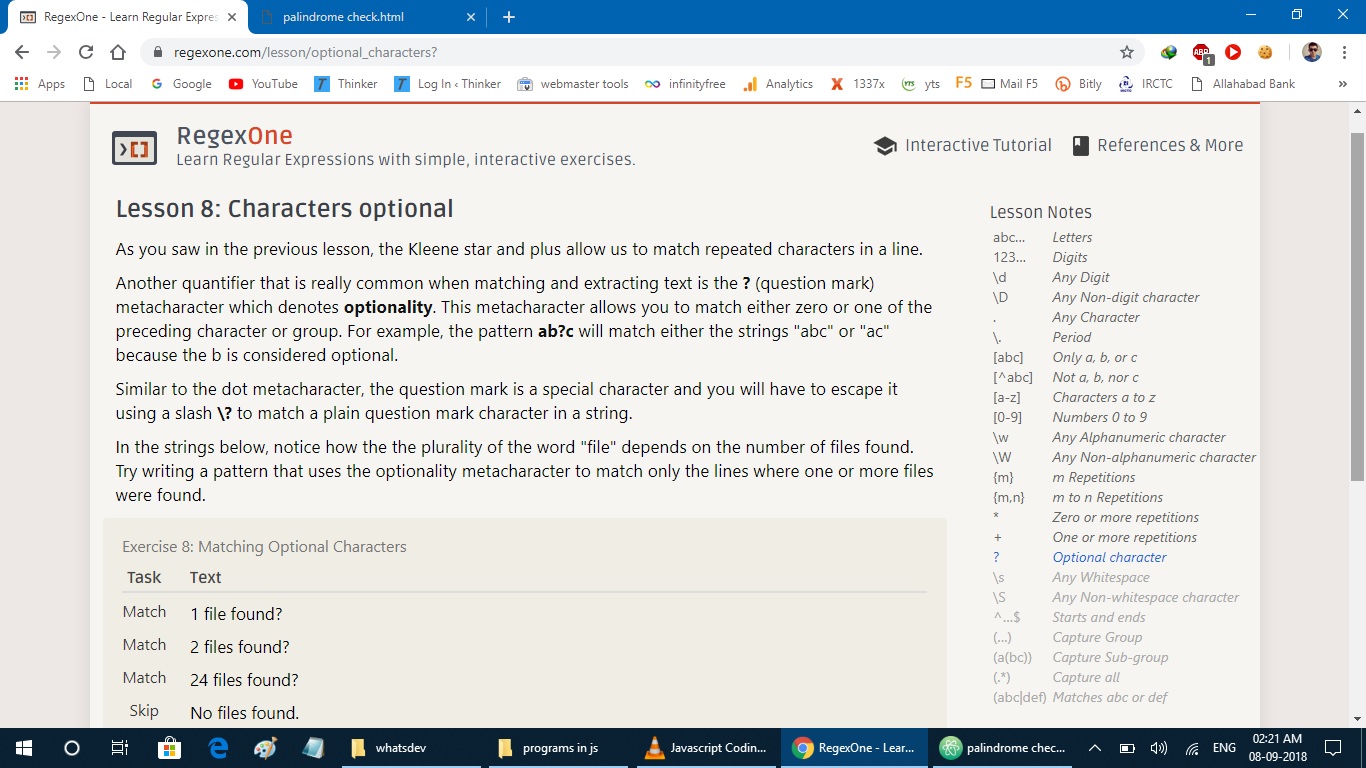 RegexOne - Learn Regular Expres
palindrome check.html
regexone.com/lesson/optional_characters?
ABP
1
Apps Local Google YouTube Thinker Log In ‹ Thinker webmaster tools infinityfree Analytics 1337x yts F5 Mail F5 Bitly IRCTC Allahabad Bank »
RegexOne
Learn Regular Expressions with simple, interactive exercises.
Interactive Tutorial
References & More
Lesson 8: Characters optional
As you saw in the previous lesson, the Kleene star and plus allow us to match repeated characters in a line.
Another quantifier that is really common when matching and extracting text is the ? (question mark)
metacharacter which denotes optionality. This metacharacter allows you to match either zero or one of the
preceding character or group. For example, the pattern ab?c will match either the strings "abc" or "ac"
because the b is considered optional.
Similar to the dot metacharacter, the question mark is a special character and you will have to escape it
using a slash \? to match a plain question mark character in a string.
In the strings below, notice how the the plurality of the word "file" depends on the number of files found.
Try writing a pattern that uses the optionality metacharacter to match only the lines where one or more files
were found.
Exercise 8: Matching Optional Characters
Task Text
Match 1 file found?
Match 2 files found?
Match 24 files found?
Skip No files found.
Lesson Notes
abc… Letters
123… Digits
\d Any Digit
\D Any Non-digit character
. Any Character
\. Period
[abc] Only a, b, or c
[^abc] Not a, b, nor c
[a-z] Characters a to z
[0-9] Numbers 0 to 9
\w Any Alphanumeric character
\W Any Non-alphanumeric character
{m} m Repetitions
{m,n} m to n Repetitions
* Zero or more repetitions
+ One or more repetitions
? Optional character
\s Any Whitespace
\S Any Non-whitespace character
^…$ Starts and ends
(…) Capture Group
(a(bc)) Capture Sub-group
(.*) Capture all
(abc|def) Matches abc or def
whatsdev
programs in js
Javascript Codin...
RegexOne - Lear...
palindrome chec...
ENG
02:21 AM
08-09-2018